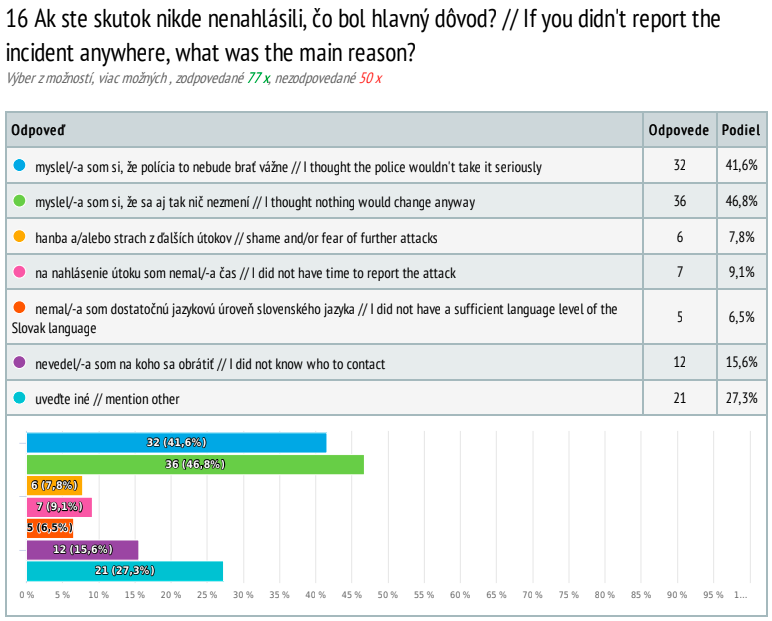 16 Ak ste skutok nikde nenahlásili, čo bol hlavný dôvod? // If you didn't report the
incident anywhere, what was the main reason?
Výber z možností, viac možných , zodpovedané 77 x, nezodpovedané 50 x
Odpoveď Odpovede Podiel
myslel/-a som si, že polícia to nebude brať vážne // I thought the police wouldn't take it seriously 32 41,6%
myslel/-a som si, že sa aj tak nič nezmení // I thought nothing would change anyway 36 46,8%
hanba a/alebo strach z ďalších útokov // shame and/or fear of further attacks 6 7,8%
na nahlásenie útoku som nemal/-a čas // I did not have time to report the attack 7 9,1%
nemal/-a som dostatočnú jazykovú úroveň slovenského jazyka // I did not have a sufficient language level of the
Slovak language 5 6,5%
nevedel/-a som na koho sa obrátiť // I did not know who to contact 12 15,6%
uveďte iné // mention other 21 27,3%
32 (41,6%)
36 (46,8%)
6 (7,8%)
7 (9,1%)
5 (6,5%)
12 (15,6%)
21 (27,3%)
0 % 5 % 10 % 15 % 20 % 25 % 30 % 35 % 40 % 45 % 50 % 55 % 60 % 65 % 70 % 75 % 80 % 85 % 90 % 95 % 1...